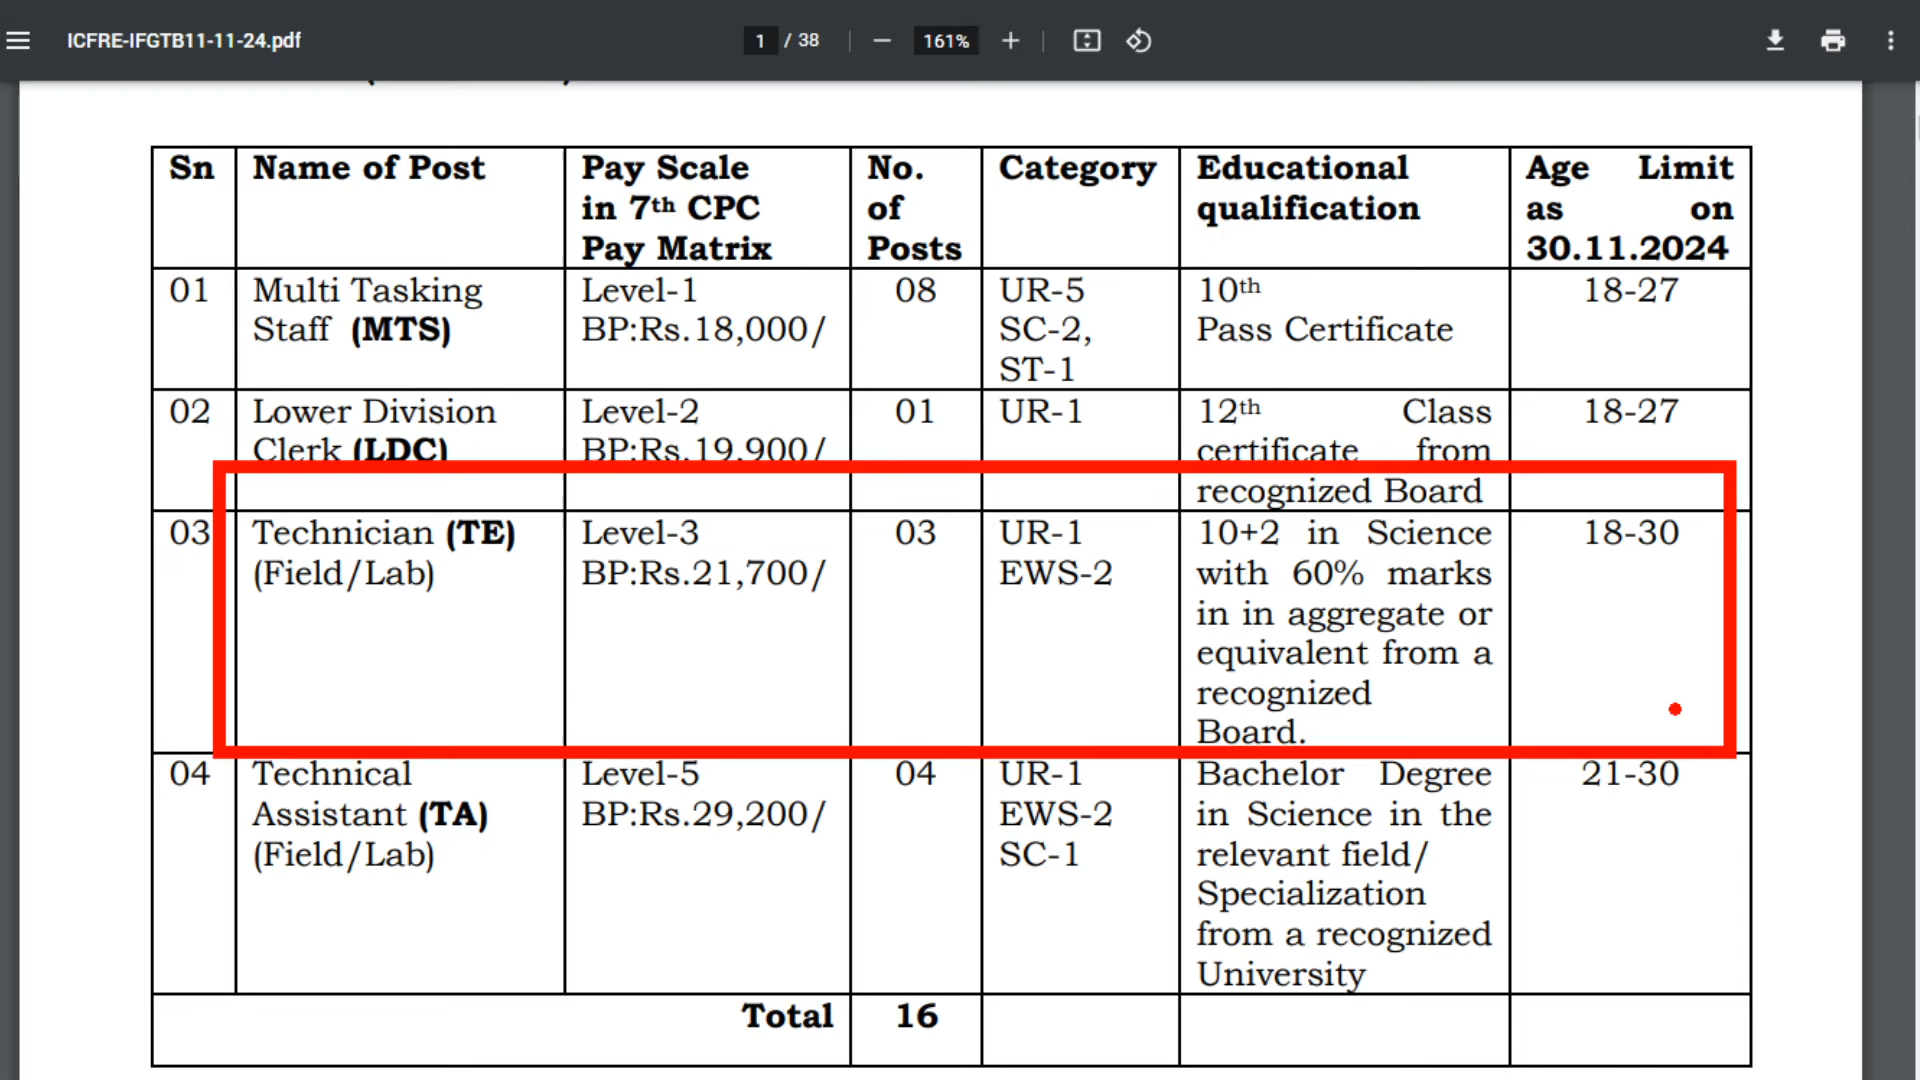 ICFRE-IFGTB11-11-24.pdf
1 / 38
161%
Sn
Name of Post
Pay Scale
in 7th CPC
Pay Matrix
No.
of
Posts
Category
Educational
qualification
Age Limit
as on
30.11.2024
01
Multi Tasking
Staff (MTS)
Level-1
BP:Rs.18,000/
08
UR-5
SC-2,
ST-1
10th
Pass Certificate
18-27
02
Lower Division
Clerk (LDC)
Level-2
BP:Rs.19,900/
01
UR-1
12th Class
certificate from
recognized Board
18-27
03
Technician (TE)
(Field/Lab)
Level-3
BP:Rs.21,700/
03
UR-1
EWS-2
10+2 in Science
with 60% marks
in in aggregate or
equivalent from a
recognized
Board.
18-30
04
Technical
Assistant (TA)
(Field/Lab)
Level-5
BP:Rs.29,200/
04
UR-1
EWS-2
SC-1
Bachelor Degree
in Science in the
relevant field/
Specialization
from a recognized
University
21-30
Total
16